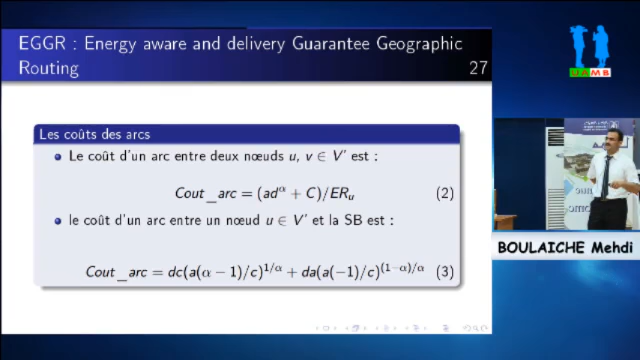 EGGR : Energy aware and delivery Guarantee Geographic
Routing
27
Les coûts des arcs
Le coût d'un arc entre deux nœuds u, v ∈ V' est :
Cout_arc = (ad^α + C)/ER_u (2)
le coût d'un arc entre un nœud u ∈ V' et la SB est :
Cout_arc = dc(a(α − 1)/c)^{1/α} + da(a(−1)/c)^{(1−α)/α} (3)
UAMB
BOULAICHE Mehdi